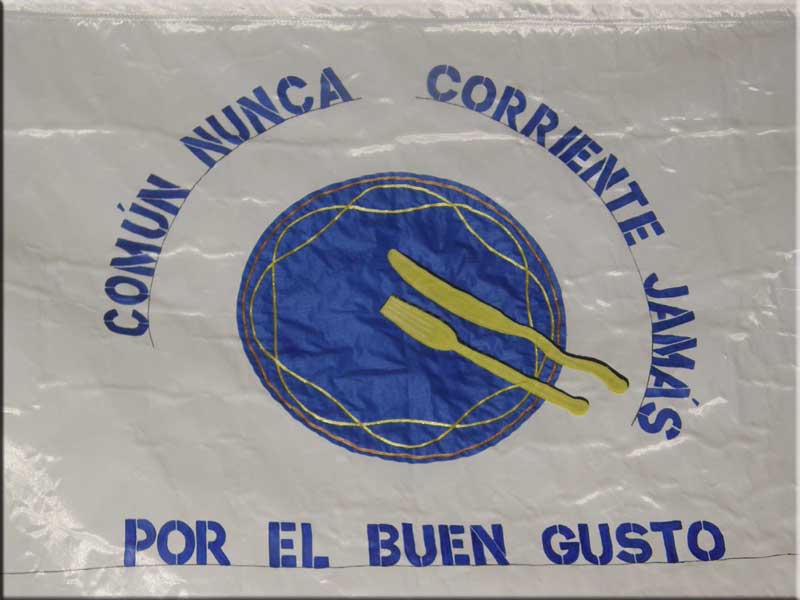 COMÚN NUNCA CORRIENTE JAMÁS
POR EL BUEN GUSTO